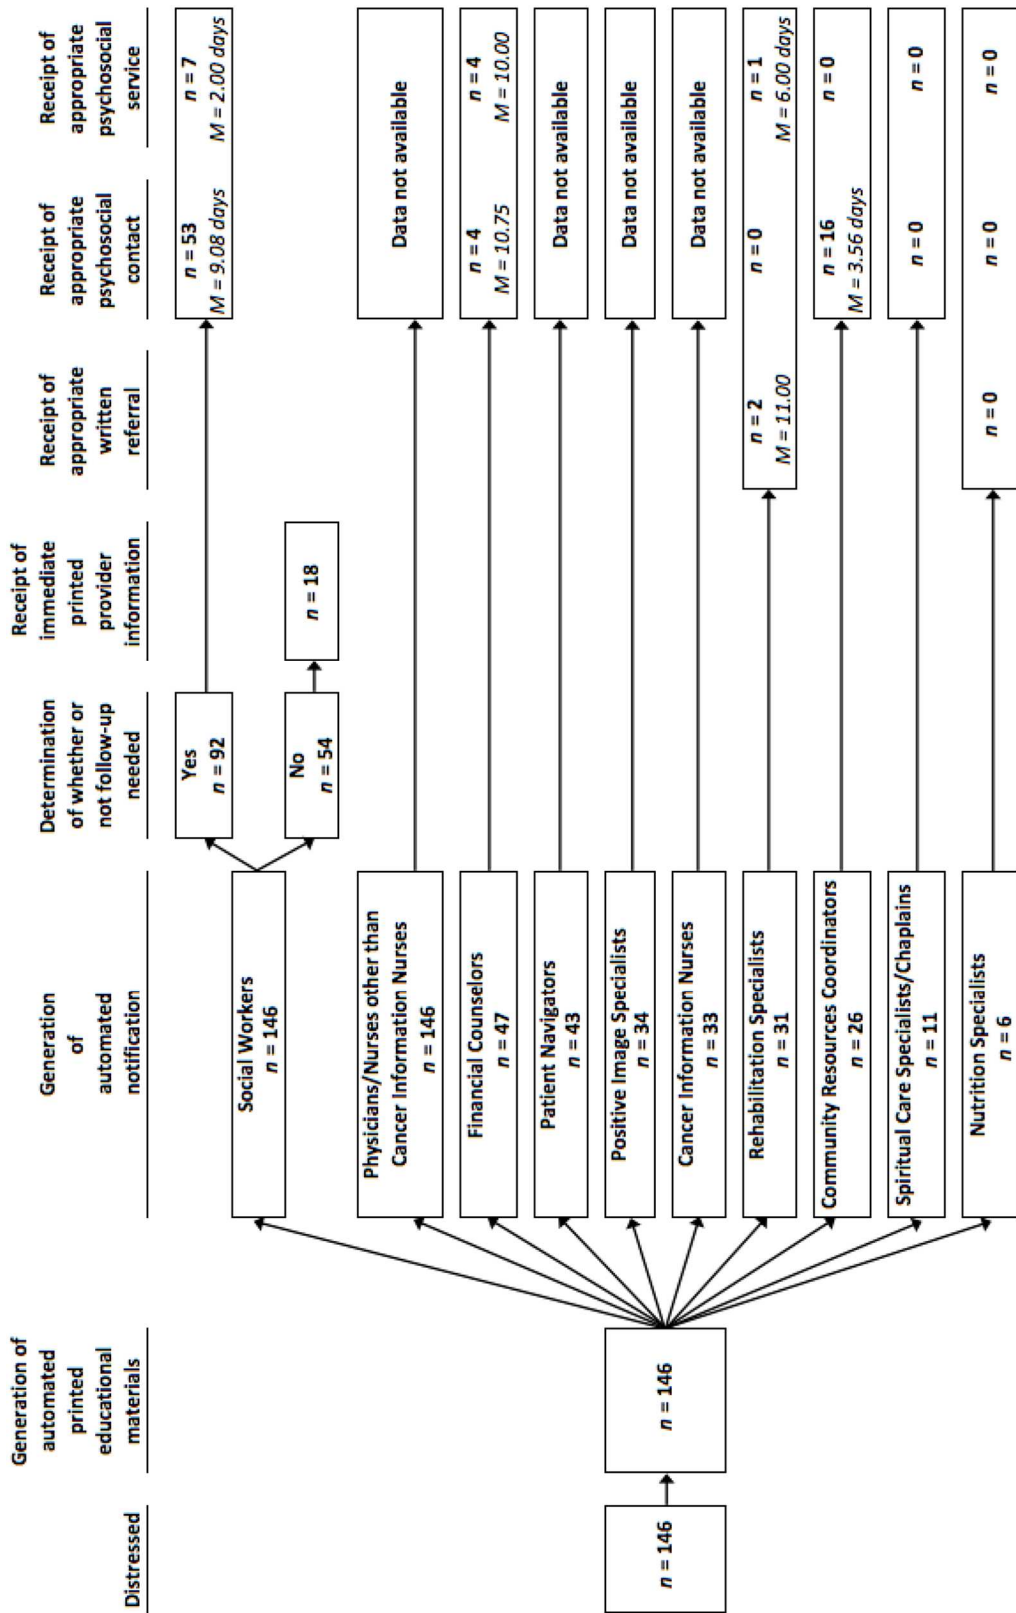 Distressed
Generation of
automated
printed
educational
materials
Generation
of
automated
notification
Determination
of whether or
not follow-up
needed
Receipt of
immediate
printed
provider
information
Receipt of
appropriate
written
referral
Receipt of
appropriate
psychosocial
contact
Receipt of
appropriate
psychosocial
service
n = 146
n = 146
Social Workers
n = 146
Yes
n = 92
n = 53
M = 9.08 days
n = 7
M = 2.00 days
No
n = 54
n = 18
Physicians/Nurses other than
Cancer Information Nurses
n = 146
Data not available
Financial Counselors
n = 47
n = 4
M = 10.75
n = 4
M = 10.00
Patient Navigators
n = 43
Data not available
Positive Image Specialists
n = 34
Data not available
Cancer Information Nurses
n = 33
Data not available
Rehabilitation Specialists
n = 31
n = 2
M = 11.00
n = 0
n = 1
M = 6.00 days
Community Resources Coordinators
n = 26
n = 16
M = 3.56 days
n = 0
Spiritual Care Specialists/Chaplains
n = 11
n = 0
n = 0
Nutrition Specialists
n = 6
n = 0
n = 0
n = 0